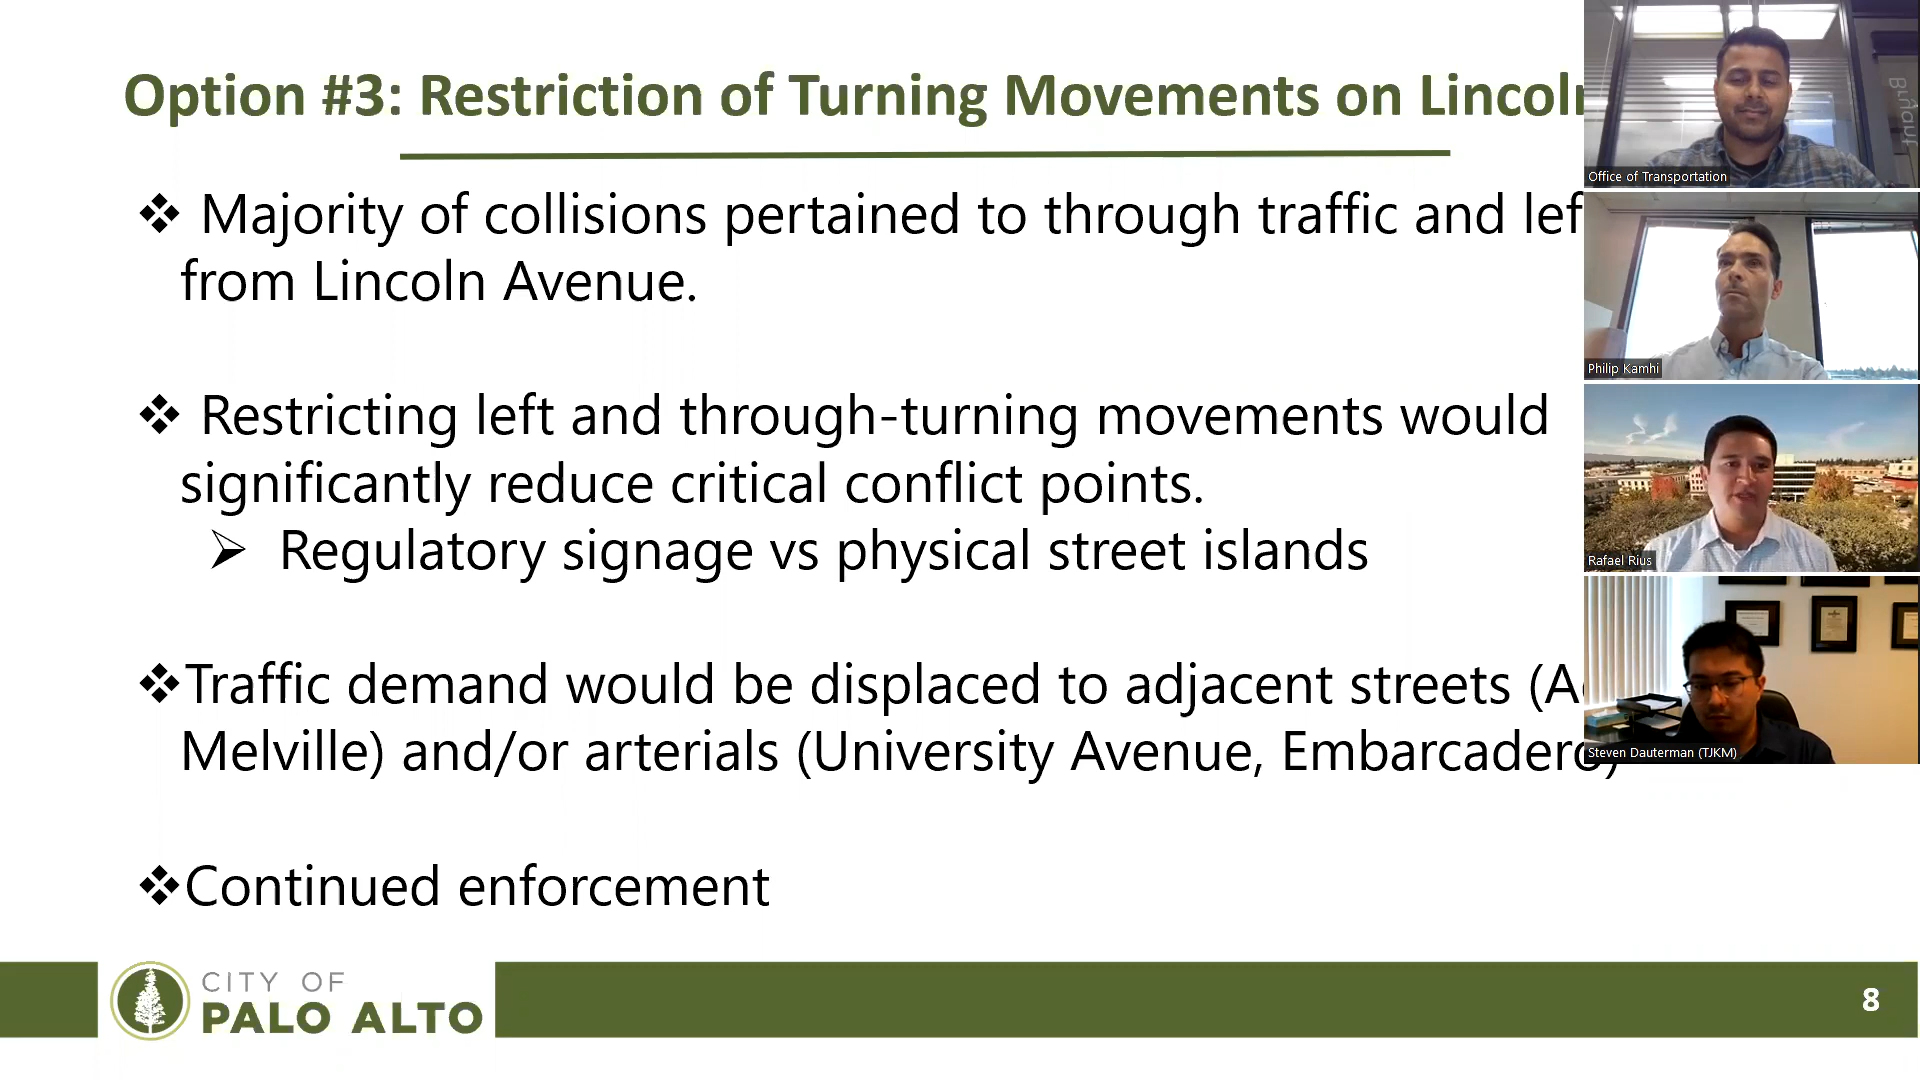 Option #3: Restriction of Turning Movements on Lincoln
Office of Transportation
❖ Majority of collisions pertained to through traffic and lef
from Lincoln Avenue.
Philip Kamhi
❖ Restricting left and through-turning movements would
significantly reduce critical conflict points.
➢ Regulatory signage vs physical street islands
Rafael Rius
❖Traffic demand would be displaced to adjacent streets (A
Melville) and/or arterials (University Avenue, Embarcadero)
Steven Dauterman (TJKM)
❖Continued enforcement
CITY OF
PALO ALTO
8